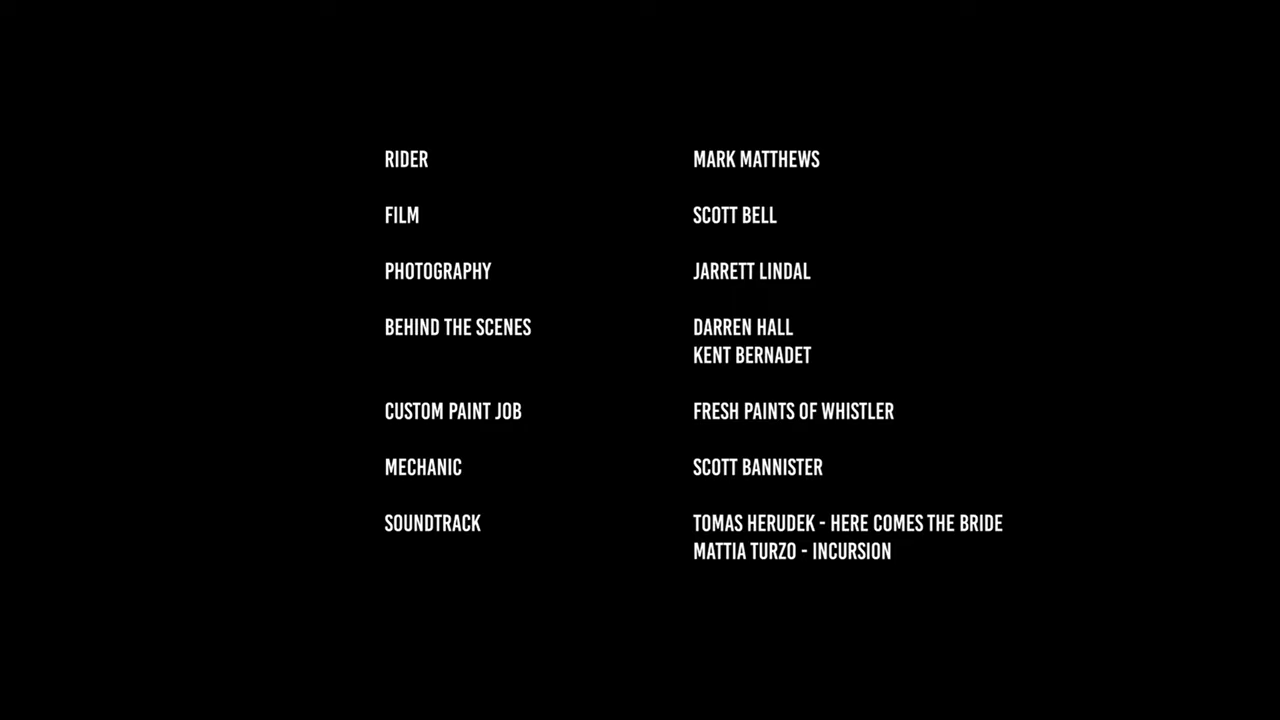 RIDER MARK MATTHEWS
FILM SCOTT BELL
PHOTOGRAPHY JARRETT LINDAL
BEHIND THE SCENES DARREN HALL
KENT BERNADET
CUSTOM PAINT JOB FRESH PAINTS OF WHISTLER
MECHANIC SCOTT BANNISTER
SOUNDTRACK TOMAS HERUDEK - HERE COMES THE BRIDE
MATTIA TURZO - INCURSION